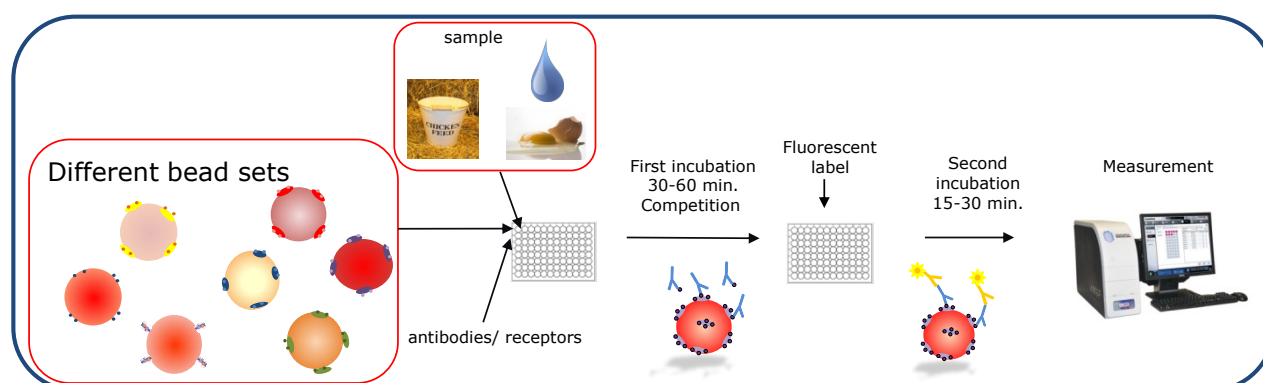 sample
CHICKEN
FEED
Different bead sets
antibodies/ receptors
First incubation
30-60 min.
Competition
Fluorescent
label
Second
incubation
15-30 min.
Measurement